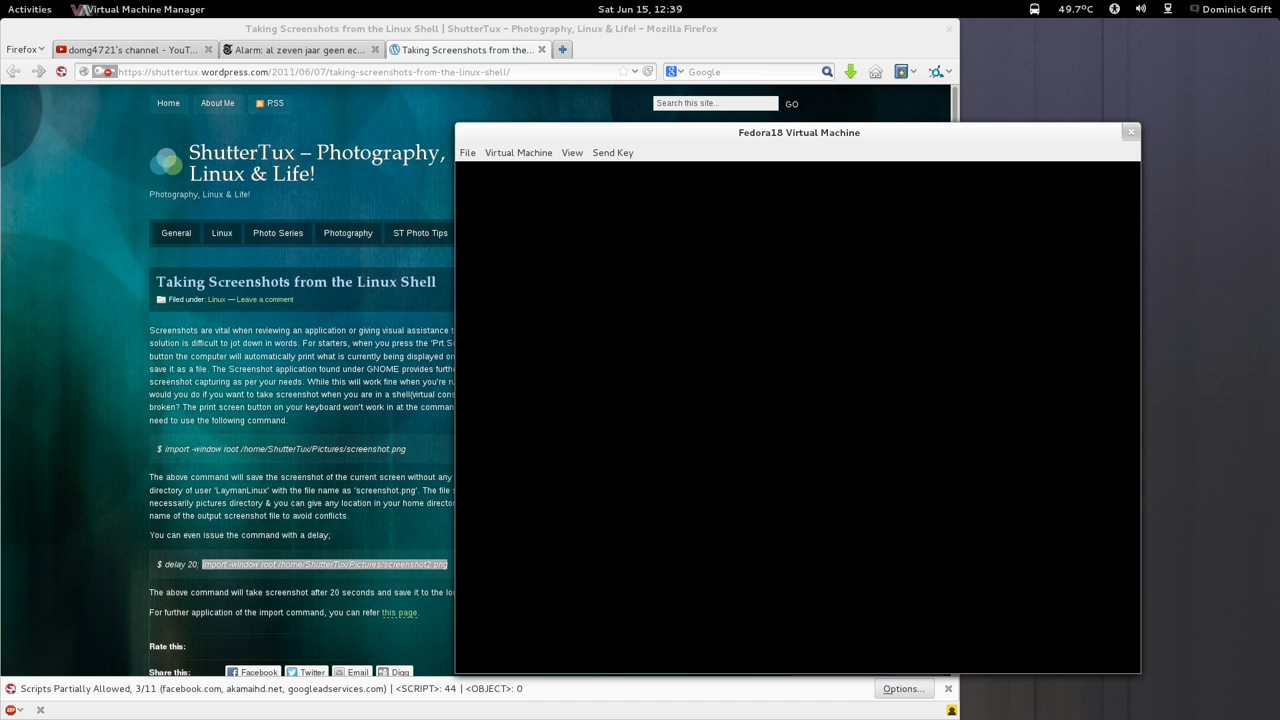 Activities Virtual Machine Manager Sat Jun 15, 12:39 49.7°C Dominick Grift
Taking Screenshots from the Linux Shell | ShutterTux – Photography, Linux & Life! – Mozilla Firefox
Firefox domg4721's channel - YouT... Alarm: al zeven jaar geen ec... Taking Screenshots from the...
https://shuttertux.wordpress.com/2011/06/07/taking-screenshots-from-the-linux-shell/ Google
Home About Me RSS Search this site... GO
Fedora18 Virtual Machine
File Virtual Machine View Send Key
ShutterTux – Photography,
Linux & Life!
Photography, Linux & Life!
General Linux Photo Series Photography ST Photo Tips
Taking Screenshots from the Linux Shell
Filed under: Linux — Leave a comment
Screenshots are vital when reviewing an application or giving visual assistance
solution is difficult to jot down in words. For starters, when you press the 'Prt
button the computer will automatically print what is currently being displayed on
save it as a file. The Screenshot application found under GNOME provides
screenshot capturing as per your needs. While this will work fine when you're
would you do if you want to take screenshot when you are in a shell(virtual
broken? The print screen button on your keyboard won't work in at the
need to use the following command.
$ import -window root /home/ShutterTux/Pictures/screenshot.png
The above command will save the screenshot of the current screen without any
directory of user 'LaymanLinux' with the file name as 'screenshot.png'. The file
necessarily pictures directory & you can give any location in your home
name of the output screenshot file to avoid conflicts.
You can even issue the command with a delay;
$ delay 20; import -window root /home/ShutterTux/Pictures/screenshot2.png
The above command will take screenshot after 20 seconds and save it to the
For further application of the import command, you can refer this page.
Rate this:
Share this: Facebook Twitter Email Digg
Scripts Partially Allowed, 3/11 (facebook.com, akamaihd.net, googleadservices.com) | <SCRIPT>: 44 | <OBJECT>: 0 Options...